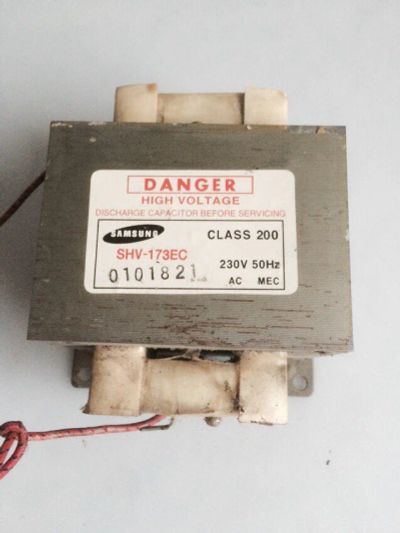 DANGER
HIGH VOLTAGE
DISCHARGE CAPACITOR BEFORE SERVICING
SAMSUNG CLASS 200
SHV-173EC
0101821 230V 50Hz
AC MEC